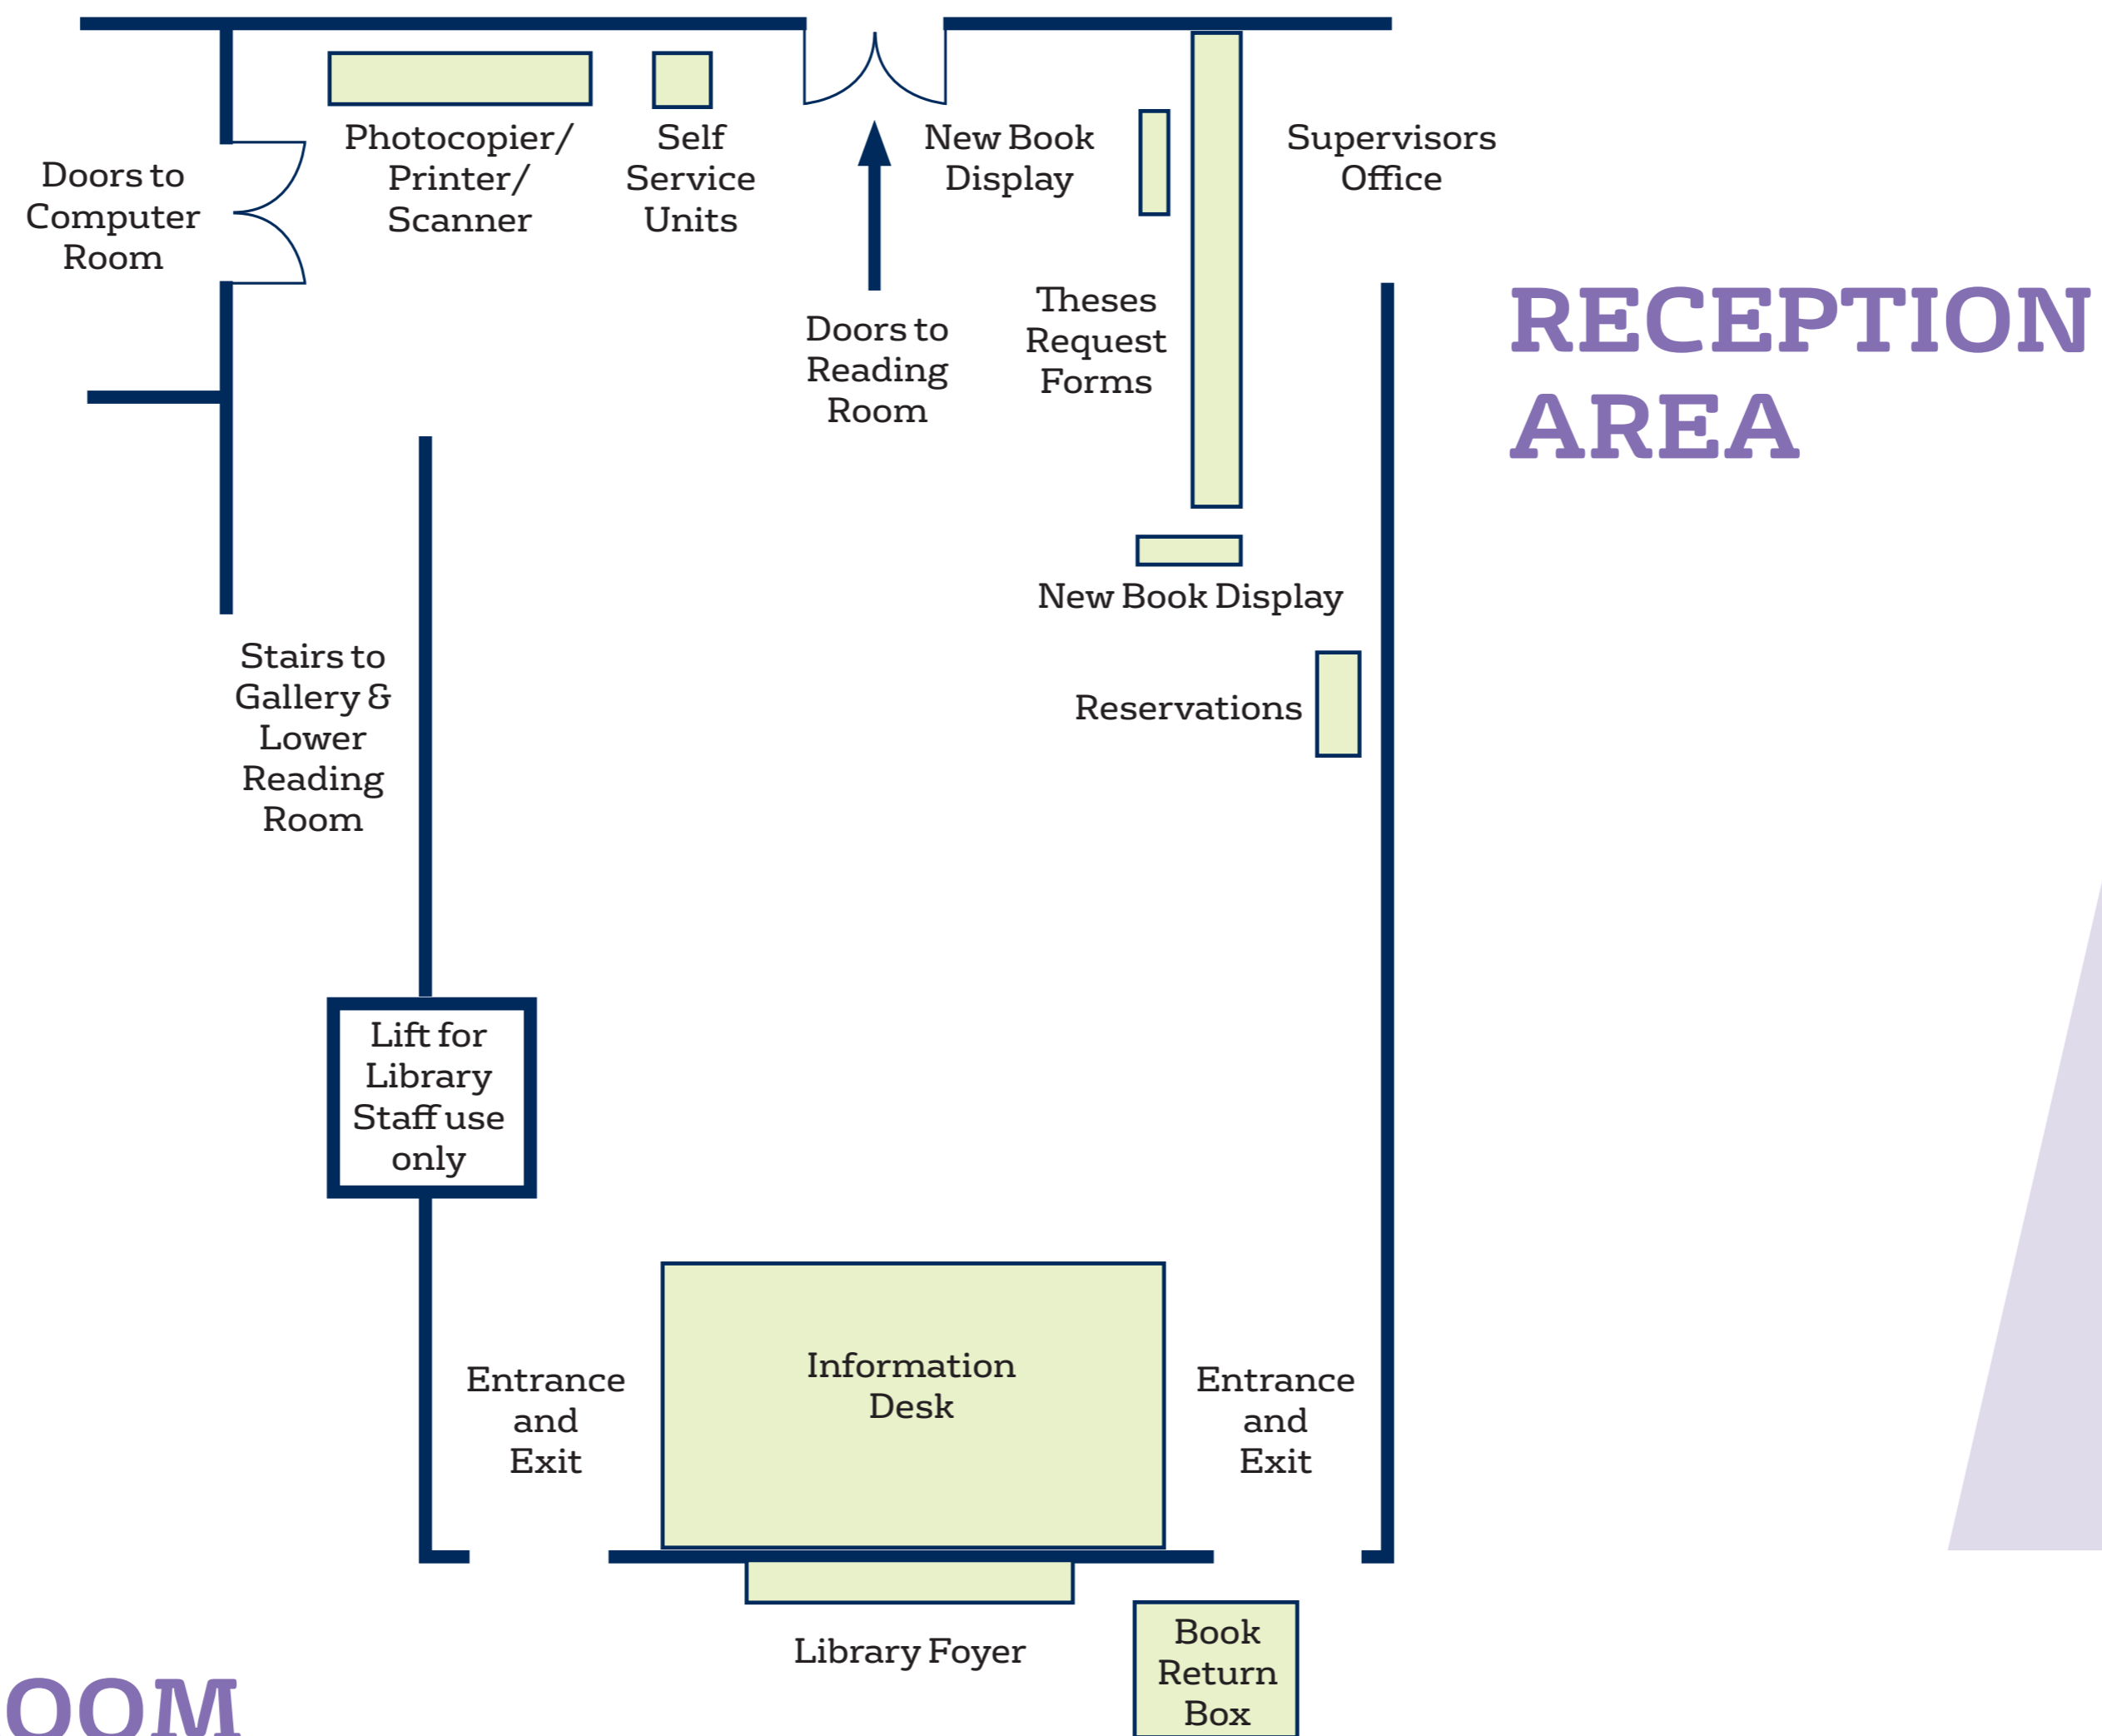 Doors to
Computer
Room
Photocopier/
Printer/
Scanner
Self
Service
Units
New Book
Display
Supervisors
Office
Doors to
Reading
Room
Theses
Request
Forms
RECEPTION
AREA
New Book Display
Stairs to
Gallery &
Lower
Reading
Room
Reservations
Lift for
Library
Staff use
only
Entrance
and
Exit
Information
Desk
Entrance
and
Exit
Library Foyer
Book
Return
Box
OOM